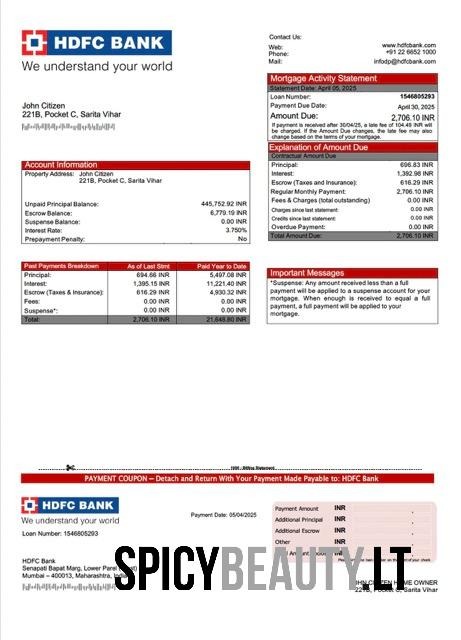 HDFC BANK
We understand your world
Contact Us:
Web: www.hdfcbank.com
Phone: +91 22 6652 1000
Mail: infodp@hdfcbank.com
Mortgage Activity Statement
Statement Date: April 05, 2025
Loan Number: 1546805293
Payment Due Date: April 30, 2025
Amount Due: 2,706.10 INR
If payment is received after 30/04/25, a late fee of 104.48 INR will
be charged. If the Amount Due changes, the late fee may also
change based on the terms of your mortgage.
John Citizen
221B, Pocket C, Sarita Vihar
Explanation of Amount Due
Contractual Amount Due
Principal: 696.83 INR
Interest: 1,392.98 INR
Escrow (Taxes and Insurance): 616.29 INR
Regular Monthly Payment: 2,706.10 INR
Fees & Charges (total outstanding) 0.00 INR
Charges since last statement: 0.00 INR
Credits since last statement: 0.00 INR
Overdue Payment: 0.00 INR
Total Amount Due: 2,706.10 INR
Account Information
Property Address: John Citizen
221B, Pocket C, Sarita Vihar
Unpaid Principal Balance: 445,752.92 INR
Escrow Balance: 6,779.19 INR
Suspense Balance: 0.00 INR
Interest Rate: 3.750%
Prepayment Penalty: No
Past Payments Breakdown As of Last Stmt Paid Year to Date
Principal: 694.66 INR 5,497.08 INR
Interest: 1,395.15 INR 11,221.40 INR
Escrow (Taxes & Insurance): 616.29 INR 4,930.32 INR
Fees: 0.00 INR 0.00 INR
Suspense*: 0.00 INR 0.00 INR
Total: 2,706.10 INR 21,648.80 INR
Important Messages
*Suspense: Any amount received less than a full
payment will be applied to a suspense account for your
mortgage. When enough is received to equal a full
payment, a full payment will be applied to your
mortgage.
PAYMENT COUPON – Detach and Return With Your Payment Made Payable to: HDFC Bank
HDFC BANK
We understand your world
Loan Number: 1546805293
Payment Date: 05/04/2025
Payment Amount INR
Additional Principal INR
Additional Escrow INR
Other INR
HDFC Bank
Senapati Bapat Marg, Lower Parel
Mumbai – 400013, Maharashtra,
JOHN CITIZEN HOME OWNER
221B, Pocket C, Sarita Vihar
SPICYBEAUTY.LT